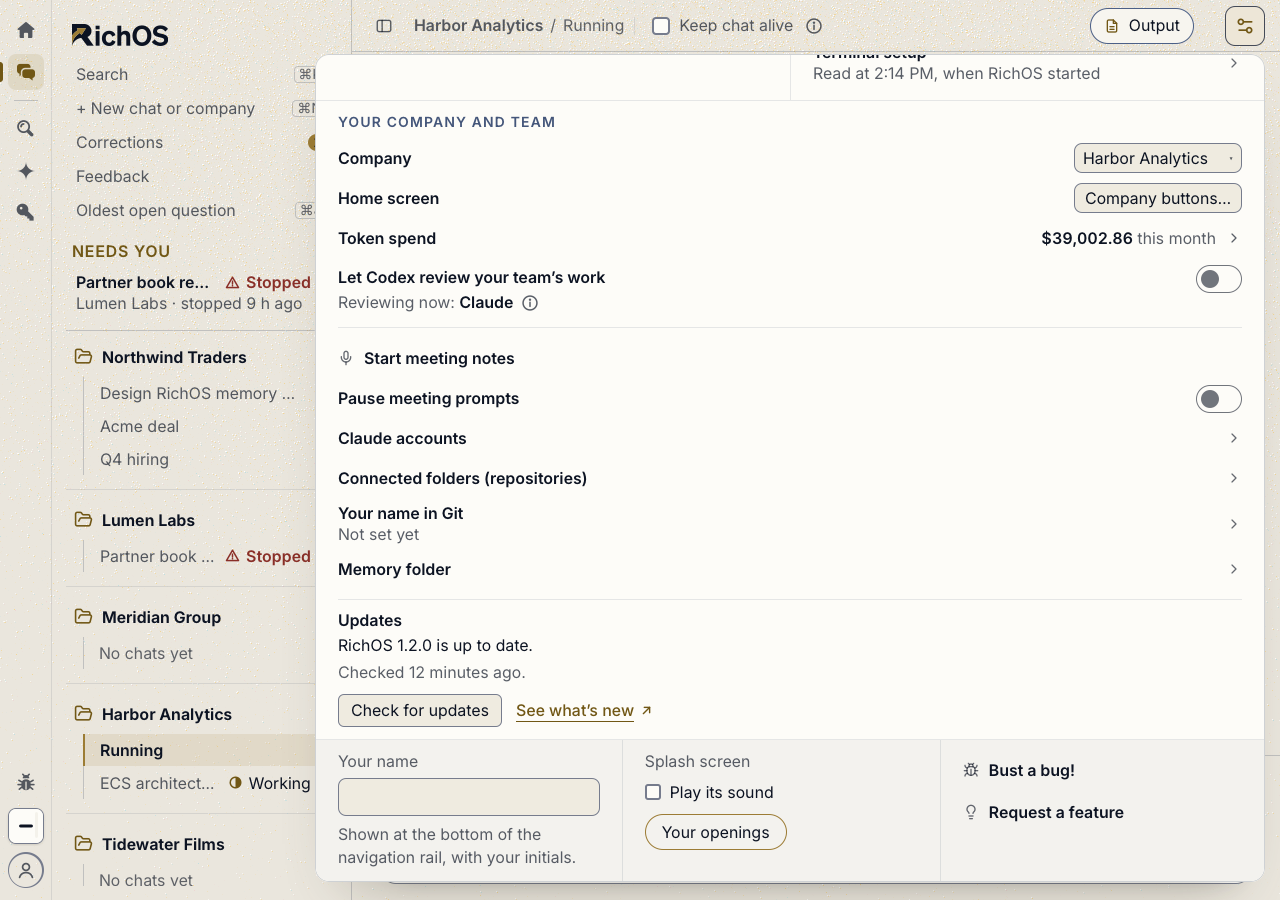 RichOS
Search
+ New chat or company
Corrections
Feedback
Oldest open question
NEEDS YOU
Partner book re... Stopped
Lumen Labs · stopped 9 h ago
Northwind Traders
Design RichOS memory ...
Acme deal
Q4 hiring
Lumen Labs
Partner book ... Stopped
Meridian Group
No chats yet
Harbor Analytics
Running
ECS architect... Working
Tidewater Films
No chats yet
Harbor Analytics / Running
Keep chat alive
Output
Terminal setup
Read at 2:14 PM, when RichOS started
YOUR COMPANY AND TEAM
Company
Harbor Analytics
Home screen
Company buttons...
Token spend
$39,002.86 this month
Let Codex review your team’s work
Reviewing now: Claude
Start meeting notes
Pause meeting prompts
Claude accounts
Connected folders (repositories)
Your name in Git
Not set yet
Memory folder
Updates
RichOS 1.2.0 is up to date.
Checked 12 minutes ago.
Check for updates
See what’s new ↗
Your name
Shown at the bottom of the
navigation rail, with your initials.
Splash screen
Play its sound
Your openings
Bust a bug!
Request a feature